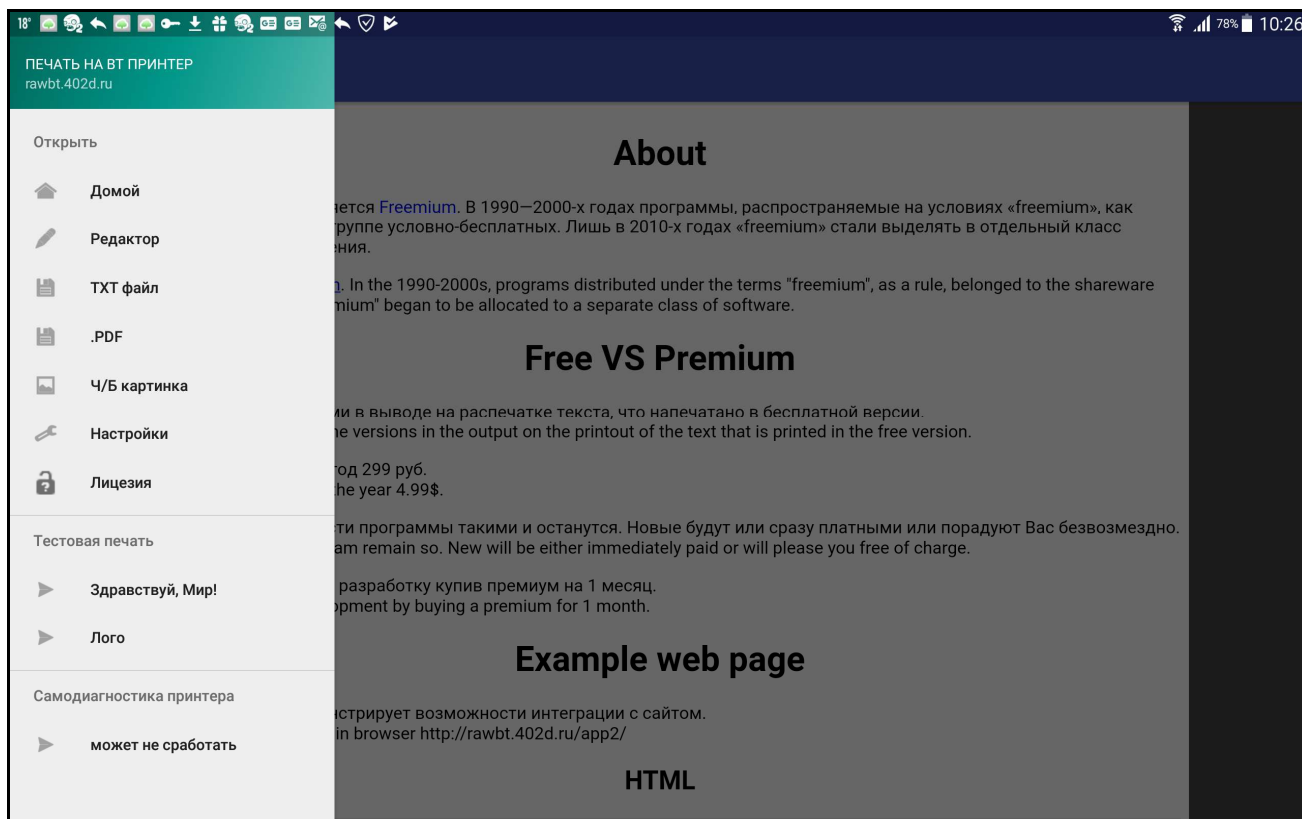 18°
78% 10:26
ПЕЧАТЬ НА BT ПРИНТЕР
rawbt.402d.ru
Открыть
Домой
Редактор
TXT файл
.PDF
Ч/Б картинка
Настройки
Лицезия
Тестовая печать
Здравствуй, Мир!
Лого
Самодиагностика принтера
может не сработать
About
Freemium. В 1990—2000-х годах программы, распространяемые на условиях «freemium», как
условно-бесплатных. Лишь в 2010-х годах «freemium» стали выделять в отдельный класс
. In the 1990-2000s, programs distributed under the terms "freemium", as a rule, belonged to the shareware
mium" began to be allocated to a separate class of software.
Free VS Premium
ми в выводе на распечатке текста, что напечатано в бесплатной версии.
he versions in the output on the printout of the text that is printed in the free version.
год 299 руб.
the year 4.99$.
ти программы такими и останутся. Новые будут или сразу платными или порадуют Вас безвозмездно.
am remain so. New will be either immediately paid or will please you free of charge.
разработку купив премиум на 1 месяц.
opment by buying a premium for 1 month.
Example web page
нстрирует возможности интеграции с сайтом.
in browser http://rawbt.402d.ru/app2/
HTML